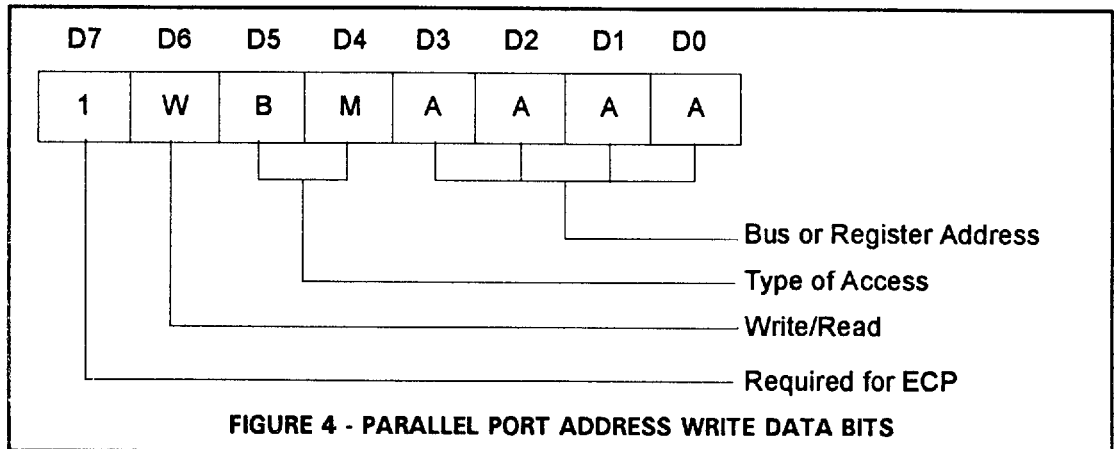 D7 D6 D5 D4 D3 D2 D1 D0
1 W B M A A A A
Bus or Register Address
Type of Access
Write/Read
Required for ECP
FIGURE 4 - PARALLEL PORT ADDRESS WRITE DATA BITS